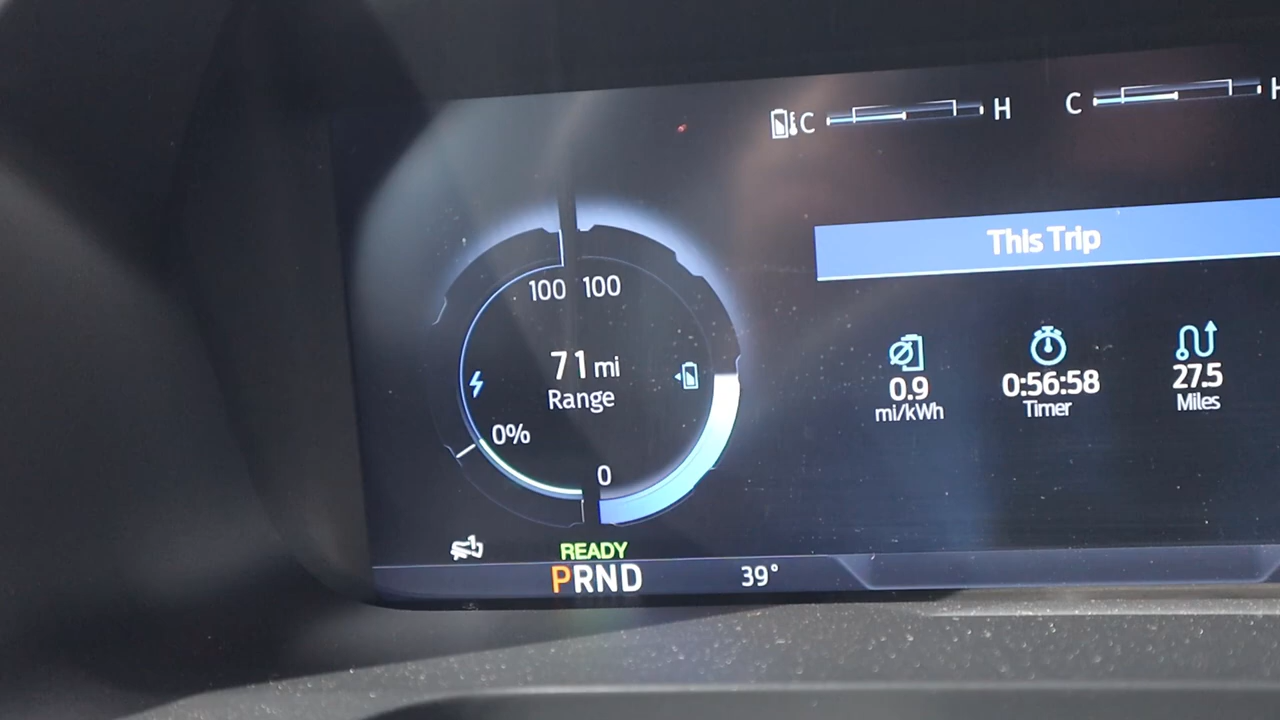 C H C H
This Trip
100 100
71 mi
Range
0%
0
0.9
mi/kWh
0:56:58
Timer
27.5
Miles
READY
PRND 39°